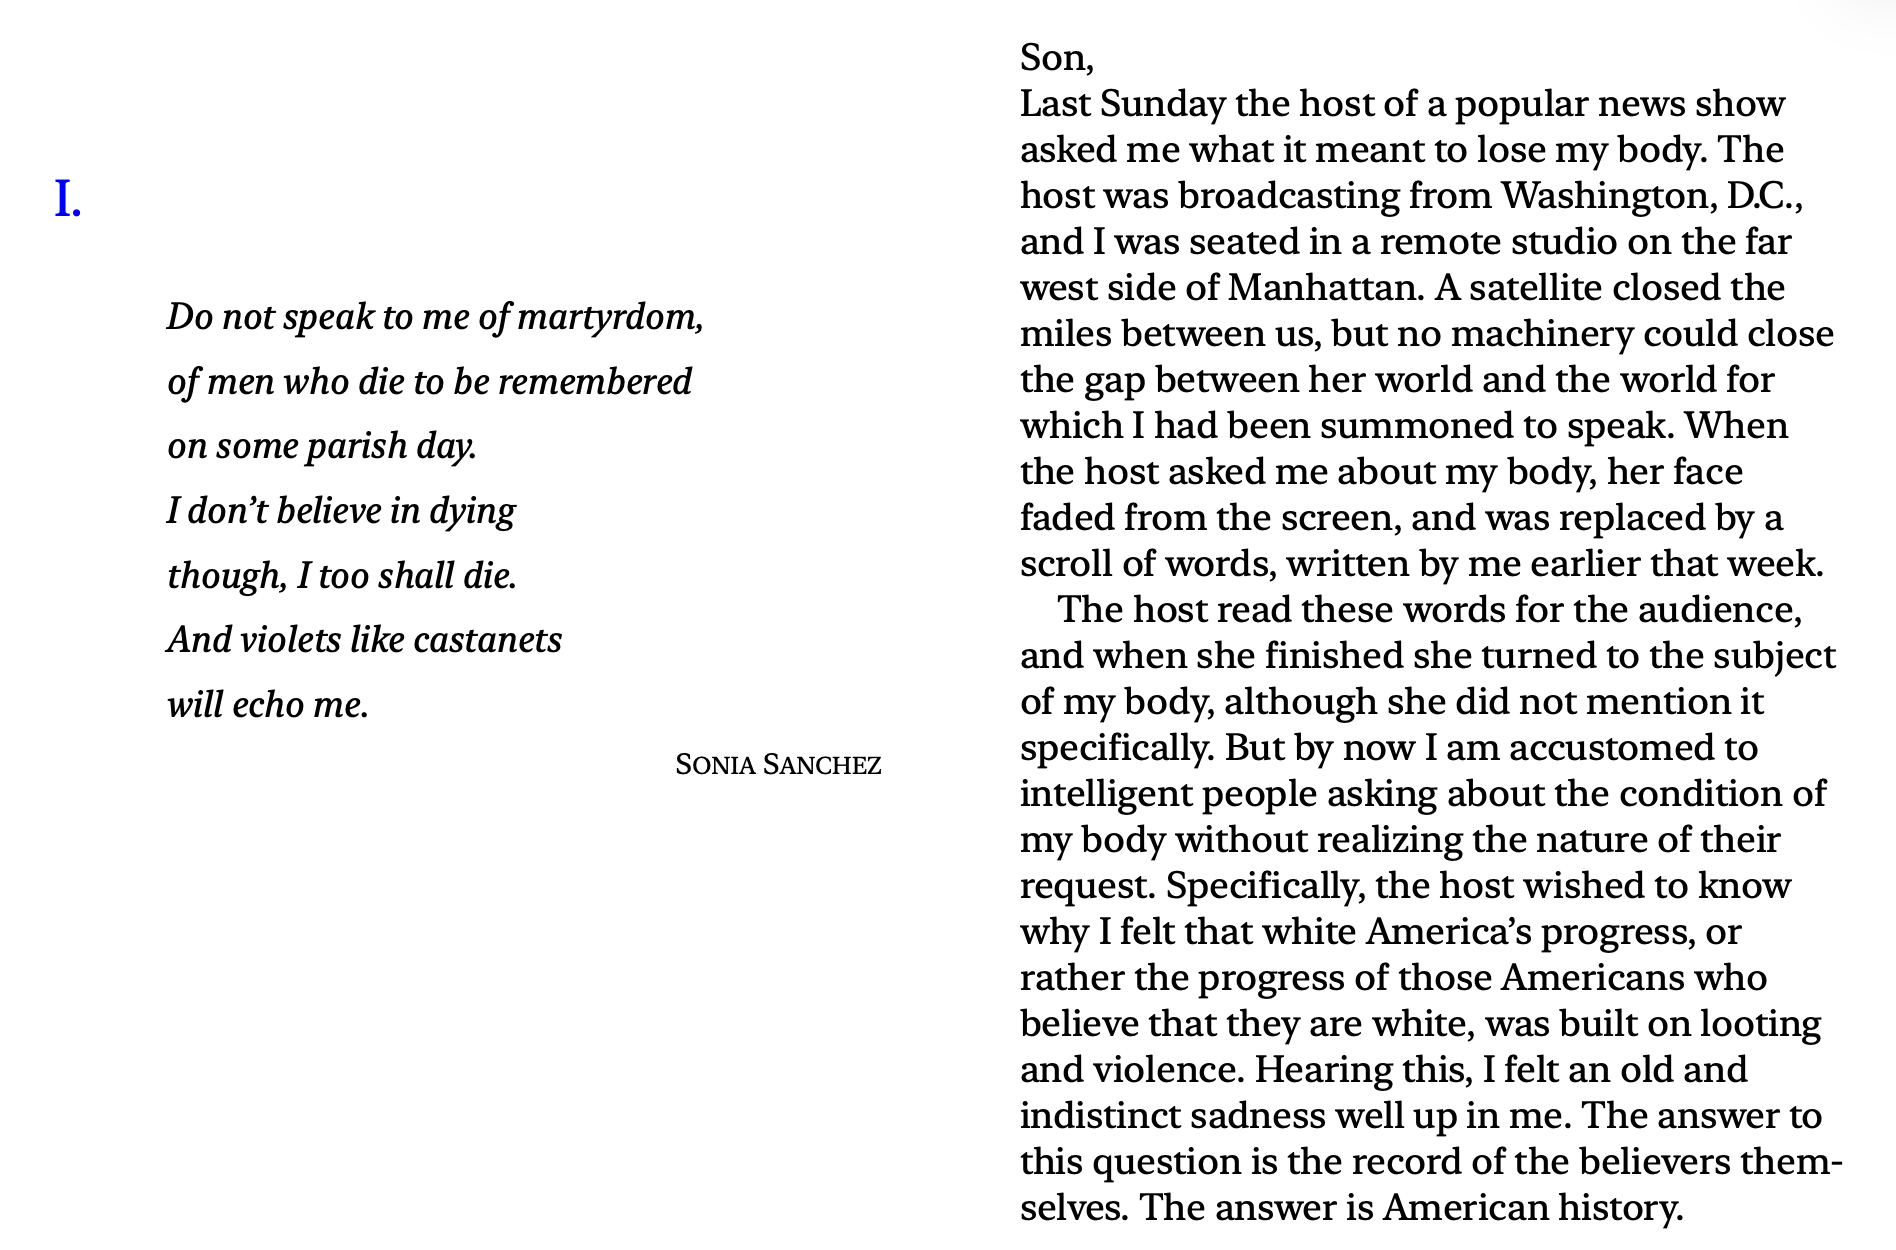 I.
Do not speak to me of martyrdom,
of men who die to be remembered
on some parish day.
I don’t believe in dying
though, I too shall die.
And violets like castanets
will echo me.
SONIA SANCHEZ
Son,
Last Sunday the host of a popular news show
asked me what it meant to lose my body. The
host was broadcasting from Washington, D.C.,
and I was seated in a remote studio on the far
west side of Manhattan. A satellite closed the
miles between us, but no machinery could close
the gap between her world and the world for
which I had been summoned to speak. When
the host asked me about my body, her face
faded from the screen, and was replaced by a
scroll of words, written by me earlier that week.
The host read these words for the audience,
and when she finished she turned to the subject
of my body, although she did not mention it
specifically. But by now I am accustomed to
intelligent people asking about the condition of
my body without realizing the nature of their
request. Specifically, the host wished to know
why I felt that white America’s progress, or
rather the progress of those Americans who
believe that they are white, was built on looting
and violence. Hearing this, I felt an old and
indistinct sadness well up in me. The answer to
this question is the record of the believers them-
selves. The answer is American history.